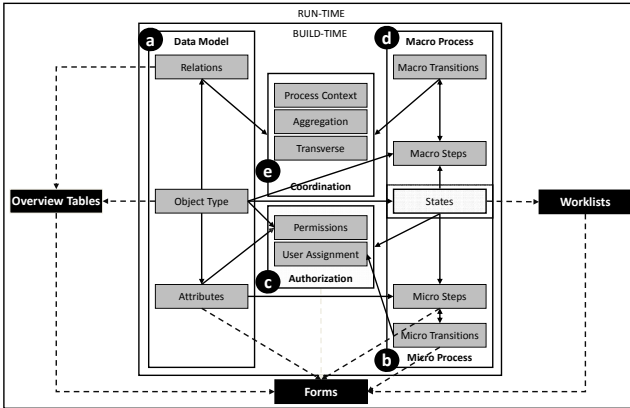 RUN-TIME
BUILD-TIME
a
Data Model
d
Macro Process
Relations
Macro Transitions
Process Context
Aggregation
Transverse
Macro Steps
e
Coordination
Overview Tables
Object Type
States
Worklists
Permissions
User Assignment
c
Authorization
Attributes
Micro Steps
Micro Transitions
b
Micro Process
Forms